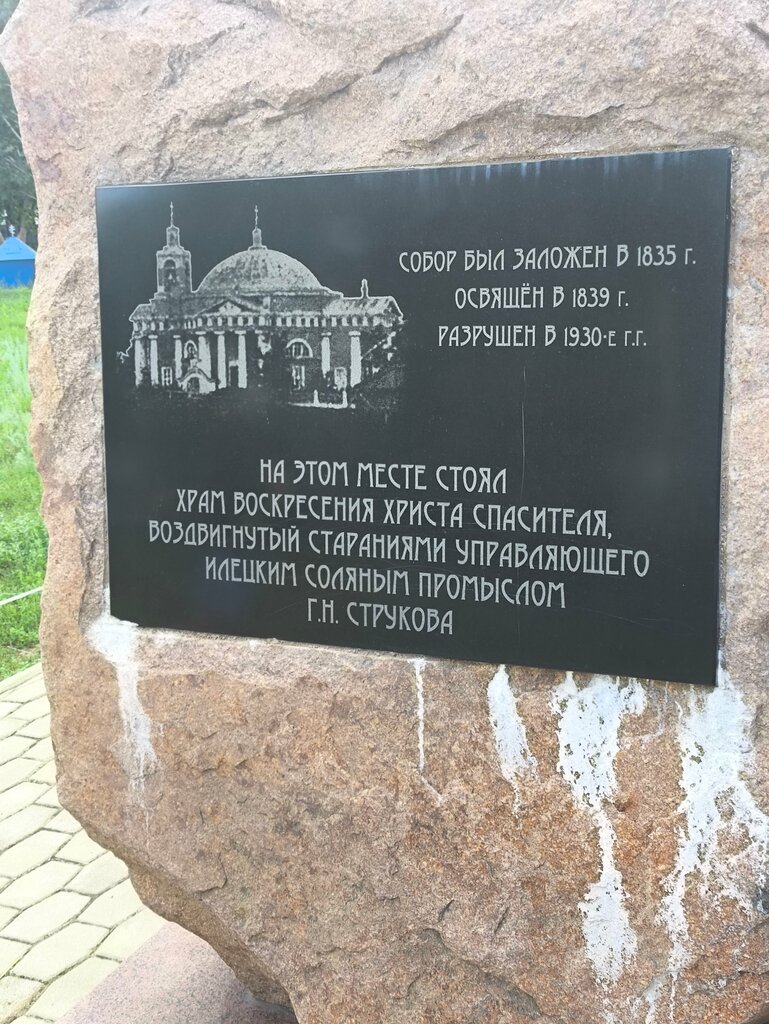 СОБОР БЫЛ ЗАЛОЖЕН В 1835 г.
ОСВЯЩЁН В 1839 г.
РАЗРУШЕН В 1930-е г.г.
НА ЭТОМ МЕСТЕ СТОЯЛ
ХРАМ ВОСКРЕСЕНИЯ ХРИСТА СПАСИТЕЛЯ,
ВОЗДВИГНУТЫЙ СТАРАНИЯМИ УПРАВЛЯЮЩЕГО
ИЛЕЦКИМ СОЛЯНЫМ ПРОМЫСЛОМ
Г.Н. СТРУКОВА